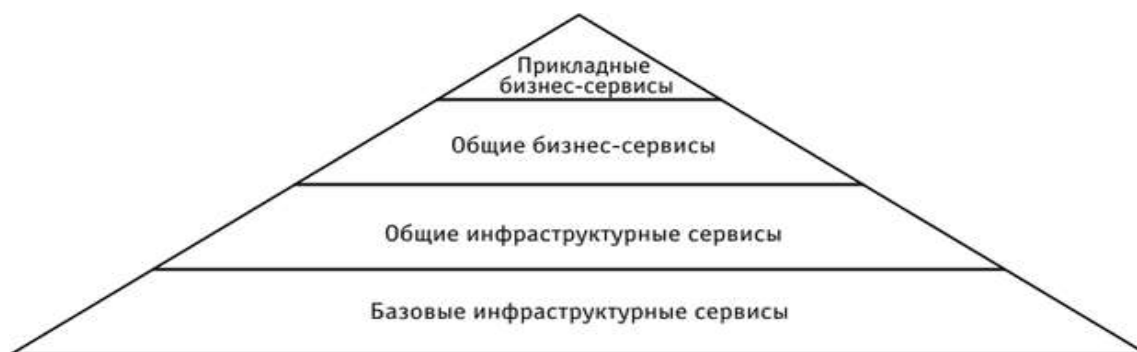 Прикладные
бизнес-сервисы
Общие бизнес-сервисы
Общие инфраструктурные сервисы
Базовые инфраструктурные сервисы